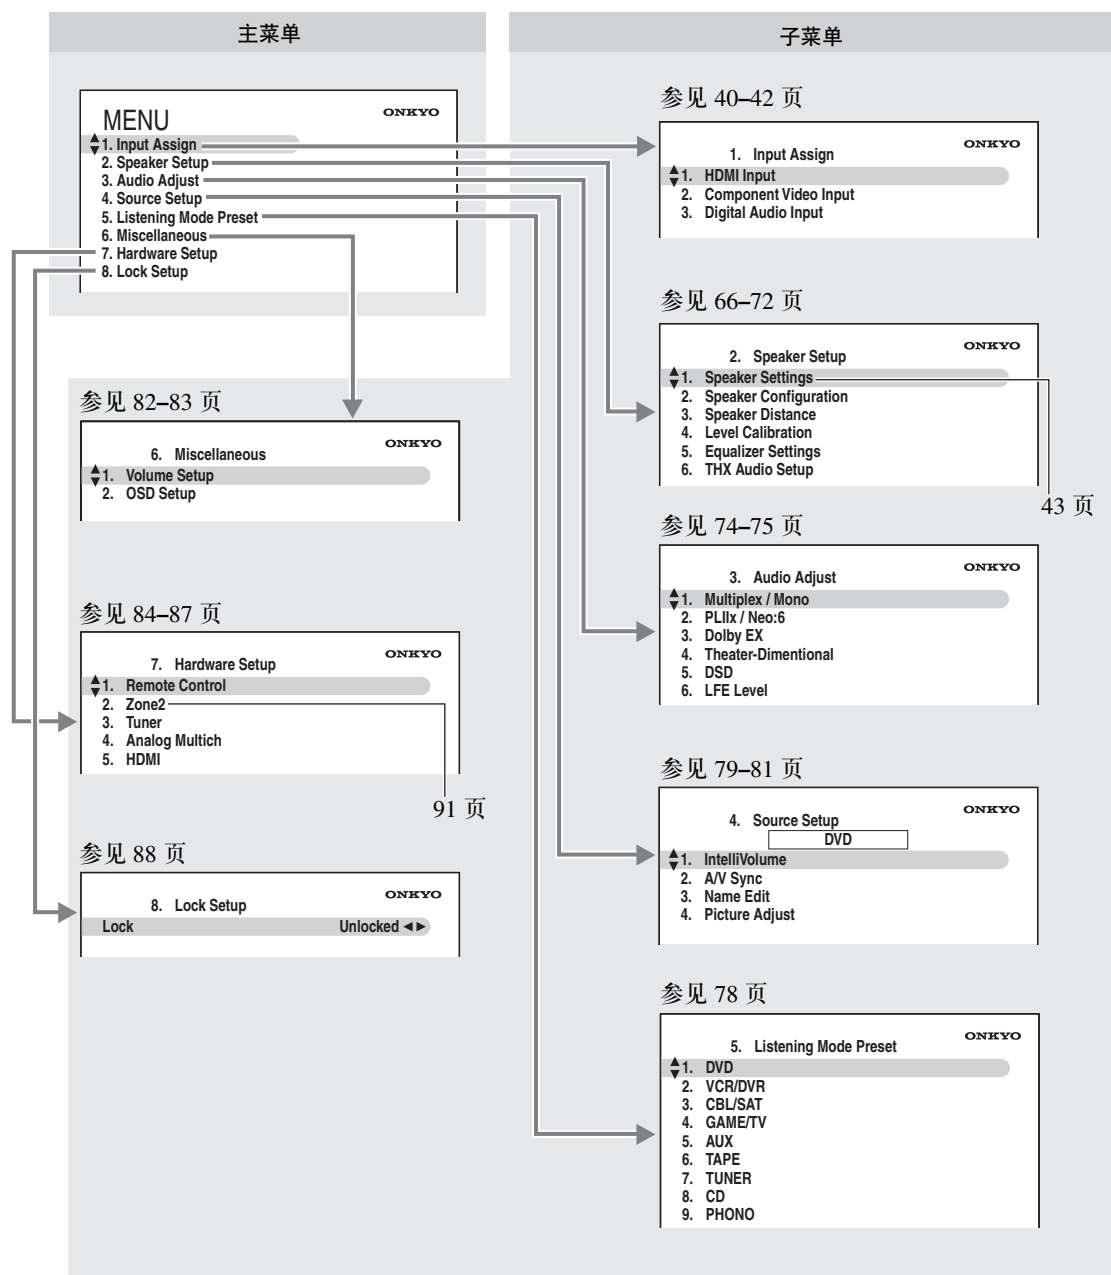 主菜单
子菜单
MENU
ONKYO
1. Input Assign
2. Speaker Setup
3. Audio Adjust
4. Source Setup
5. Listening Mode Preset
6. Miscellaneous
7. Hardware Setup
8. Lock Setup
参见 82–83 页
ONKYO
6. Miscellaneous
1. Volume Setup
2. OSD Setup
参见 84–87 页
ONKYO
7. Hardware Setup
1. Remote Control
2. Zone2
3. Tuner
4. Analog Multich
5. HDMI
91 页
参见 88 页
ONKYO
8. Lock Setup
Lock Unlocked ◄►
参见 40–42 页
ONKYO
1. Input Assign
1. HDMI Input
2. Component Video Input
3. Digital Audio Input
参见 66–72 页
ONKYO
2. Speaker Setup
1. Speaker Settings
2. Speaker Configuration
3. Speaker Distance
4. Level Calibration
5. Equalizer Settings
6. THX Audio Setup
43 页
参见 74–75 页
ONKYO
3. Audio Adjust
1. Multiplex / Mono
2. PLIIx / Neo:6
3. Dolby EX
4. Theater-Dimentional
5. DSD
6. LFE Level
参见 79–81 页
ONKYO
4. Source Setup
DVD
1. IntelliVolume
2. A/V Sync
3. Name Edit
4. Picture Adjust
参见 78 页
ONKYO
5. Listening Mode Preset
1. DVD
2. VCR/DVR
3. CBL/SAT
4. GAME/TV
5. AUX
6. TAPE
7. TUNER
8. CD
9. PHONO